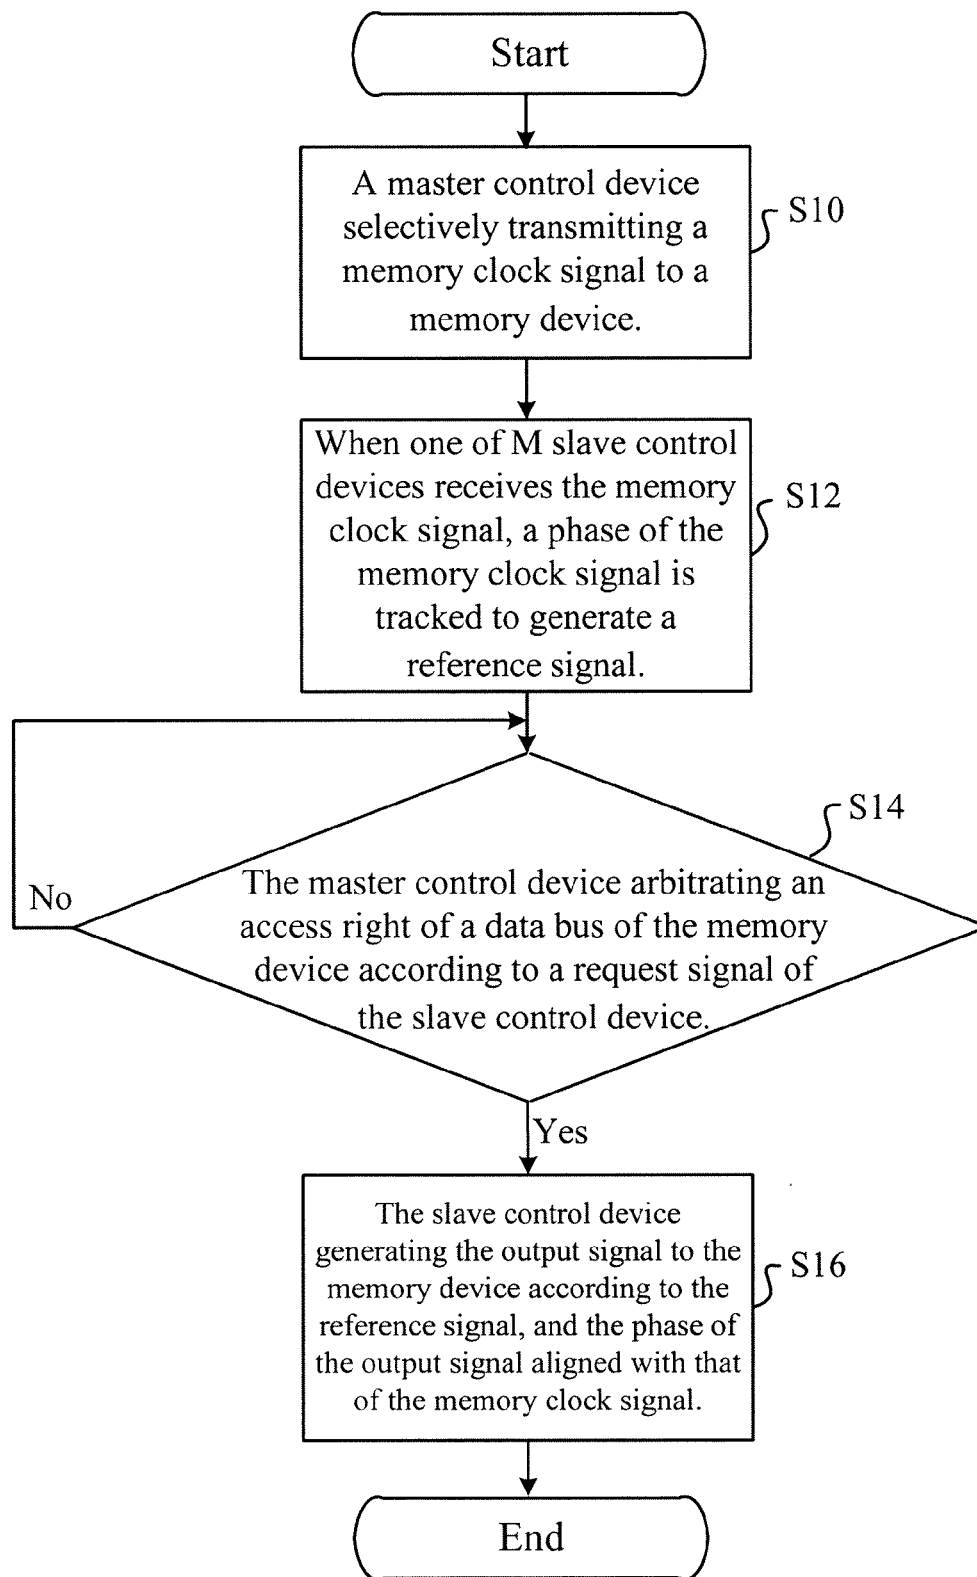 Start
A master control device
selectively transmitting a
memory clock signal to a
memory device.
S10
When one of M slave control
devices receives the memory
clock signal, a phase of the
memory clock signal is
tracked to generate a
reference signal.
S12
S14
No
The master control device arbitrating an
access right of a data bus of the memory
device according to a request signal of
the slave control device.
Yes
The slave control device
generating the output signal to the
memory device according to the
reference signal, and the phase of
the output signal aligned with that
of the memory clock signal.
S16
End